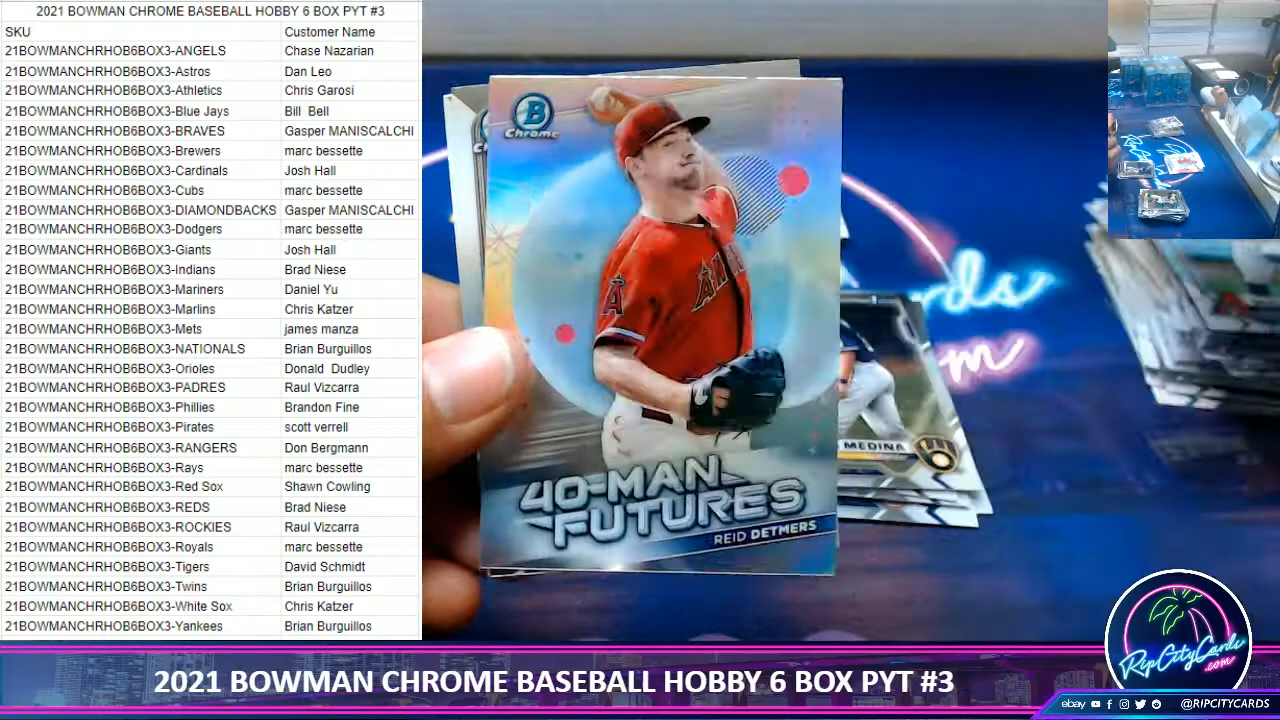 2021 BOWMAN CHROME BASEBALL HOBBY 6 BOX PYT #3
SKU Customer Name
21BOWMANCHRHOB6BOX3-ANGELS Chase Nazarian
21BOWMANCHRHOB6BOX3-Astros Dan Leo
21BOWMANCHRHOB6BOX3-Athletics Chris Garosi
21BOWMANCHRHOB6BOX3-Blue Jays Bill Bell
21BOWMANCHRHOB6BOX3-BRAVES Gasper MANISCALCHI
21BOWMANCHRHOB6BOX3-Brewers marc bessette
21BOWMANCHRHOB6BOX3-Cardinals Josh Hall
21BOWMANCHRHOB6BOX3-Cubs marc bessette
21BOWMANCHRHOB6BOX3-DIAMONDBACKS Gasper MANISCALCHI
21BOWMANCHRHOB6BOX3-Dodgers marc bessette
21BOWMANCHRHOB6BOX3-Giants Josh Hall
21BOWMANCHRHOB6BOX3-Indians Brad Niese
21BOWMANCHRHOB6BOX3-Mariners Daniel Yu
21BOWMANCHRHOB6BOX3-Marlins Chris Katzer
21BOWMANCHRHOB6BOX3-Mets james manza
21BOWMANCHRHOB6BOX3-NATIONALS Brian Burguillos
21BOWMANCHRHOB6BOX3-Orioles Donald Dudley
21BOWMANCHRHOB6BOX3-PADRES Raul Vizcarra
21BOWMANCHRHOB6BOX3-Phillies Brandon Fine
21BOWMANCHRHOB6BOX3-Pirates scott verrell
21BOWMANCHRHOB6BOX3-RANGERS Don Bergmann
21BOWMANCHRHOB6BOX3-Rays marc bessette
21BOWMANCHRHOB6BOX3-Red Sox Shawn Cowling
21BOWMANCHRHOB6BOX3-REDS Brad Niese
21BOWMANCHRHOB6BOX3-ROCKIES Raul Vizcarra
21BOWMANCHRHOB6BOX3-Royals marc bessette
21BOWMANCHRHOB6BOX3-Tigers David Schmidt
21BOWMANCHRHOB6BOX3-Twins Brian Burguillos
21BOWMANCHRHOB6BOX3-White Sox Chris Katzer
21BOWMANCHRHOB6BOX3-Yankees Brian Burguillos
B
Chrome
A
40-MAN
FUTURES
REID DETMERS
MEDINA
rds
m
RipCityCards
.com
2021 BOWMAN CHROME BASEBALL HOBBY 6 BOX PYT #3
ebay @RIPCITYCARDS